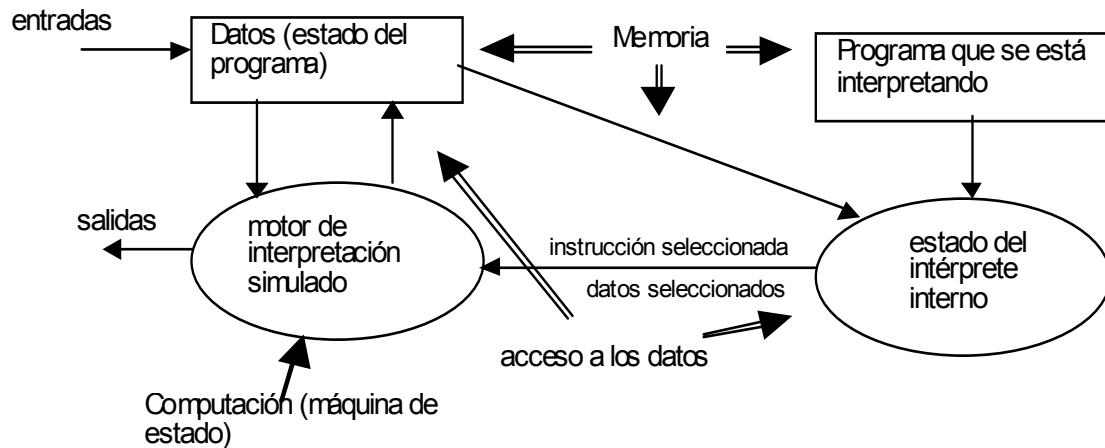 entradas
Datos (estado del
programa)
Memoria
Programa que se está
interpretando
salidas
motor de
interpretación
simulado
instrucción seleccionada
datos seleccionados
estado del
intérprete
interno
acceso a los datos
Computación (máquina de
estado)